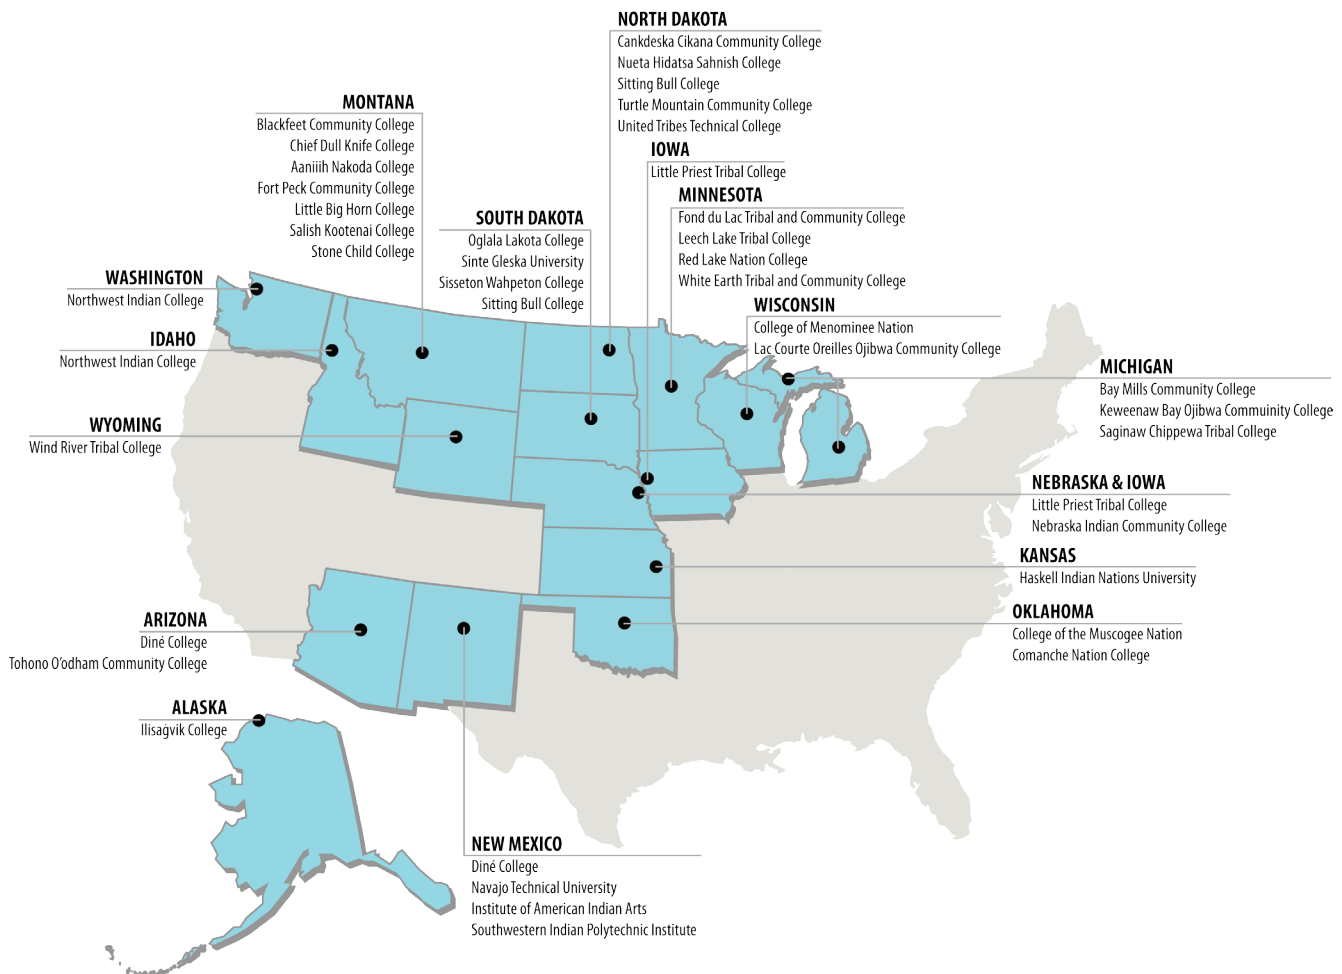 NORTH DAKOTA
Cankdeska Cikana Community College
Nueta Hidatsa Sahnish College
Sitting Bull College
Turtle Mountain Community College
United Tribes Technical College
MONTANA
Blackfeet Community College
Chief Dull Knife College
Aaniiih Nakoda College
Fort Peck Community College
Little Big Horn College
Salish Kootenai College
Stone Child College
IOWA
Little Priest Tribal College
MINNESOTA
Fond du Lac Tribal and Community College
Leech Lake Tribal College
Red Lake Nation College
White Earth Tribal and Community College
SOUTH DAKOTA
Oglala Lakota College
Sinte Gleska University
Sisseton Wahpeton College
Sitting Bull College
WASHINGTON
Northwest Indian College
IDAHO
Northwest Indian College
WISCONSIN
College of Menominee Nation
Lac Courte Oreilles Ojibwa Community College
MICHIGAN
Bay Mills Community College
Keweenaw Bay Ojibwa Commuinity College
Saginaw Chippewa Tribal College
WYOMING
Wind River Tribal College
NEBRASKA & IOWA
Little Priest Tribal College
Nebraska Indian Community College
KANSAS
Haskell Indian Nations University
OKLAHOMA
College of the Muscogee Nation
Comanche Nation College
ARIZONA
Diné College
Tohono O'odham Community College
ALASKA
Ilisaġvik College
NEW MEXICO
Diné College
Navajo Technical University
Institute of American Indian Arts
Southwestern Indian Polytechnic Institute